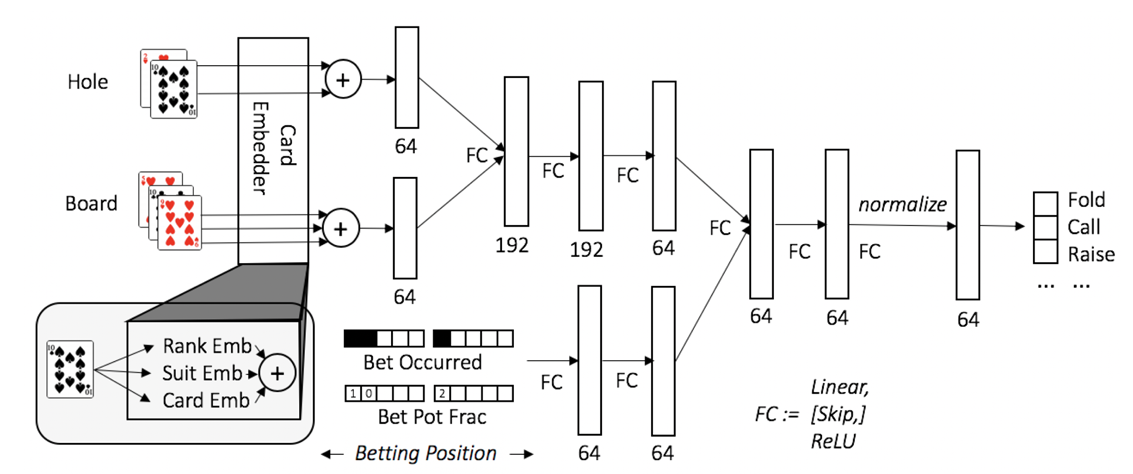 Hole
Board
Card
Embedder
64
64
FC
192
FC
192
FC
64
Rank Emb
Suit Emb
Card Emb
Bet Occurred
1 0 2
Bet Pot Frac
Betting Position
FC
64
FC
64
FC
64
FC
64
normalize
FC
64
Fold
Call
Raise
... ...
Linear,
FC := [Skip,]
ReLU